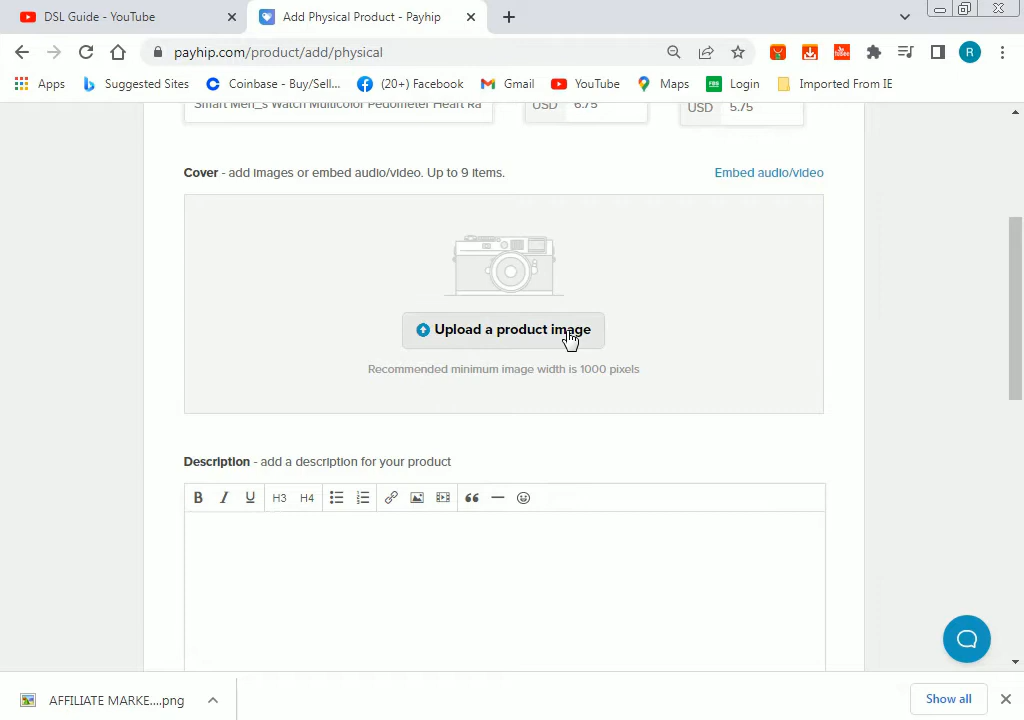 DSL Guide - YouTube
Add Physical Product - Payhip
payhip.com/product/add/physical
R
Apps
Suggested Sites
Coinbase - Buy/Sell...
(20+) Facebook
Gmail
YouTube
Maps
FBS
Login
Imported From IE
Smart Men_s Watch Multicolor Pedometer Heart Ra
USD 6.75
USD 5.75
Cover - add images or embed audio/video. Up to 9 items.
Embed audio/video
Upload a product image
Recommended minimum image width is 1000 pixels
Description - add a description for your product
B I U H3 H4
AFFILIATE MARKE....png
Show all